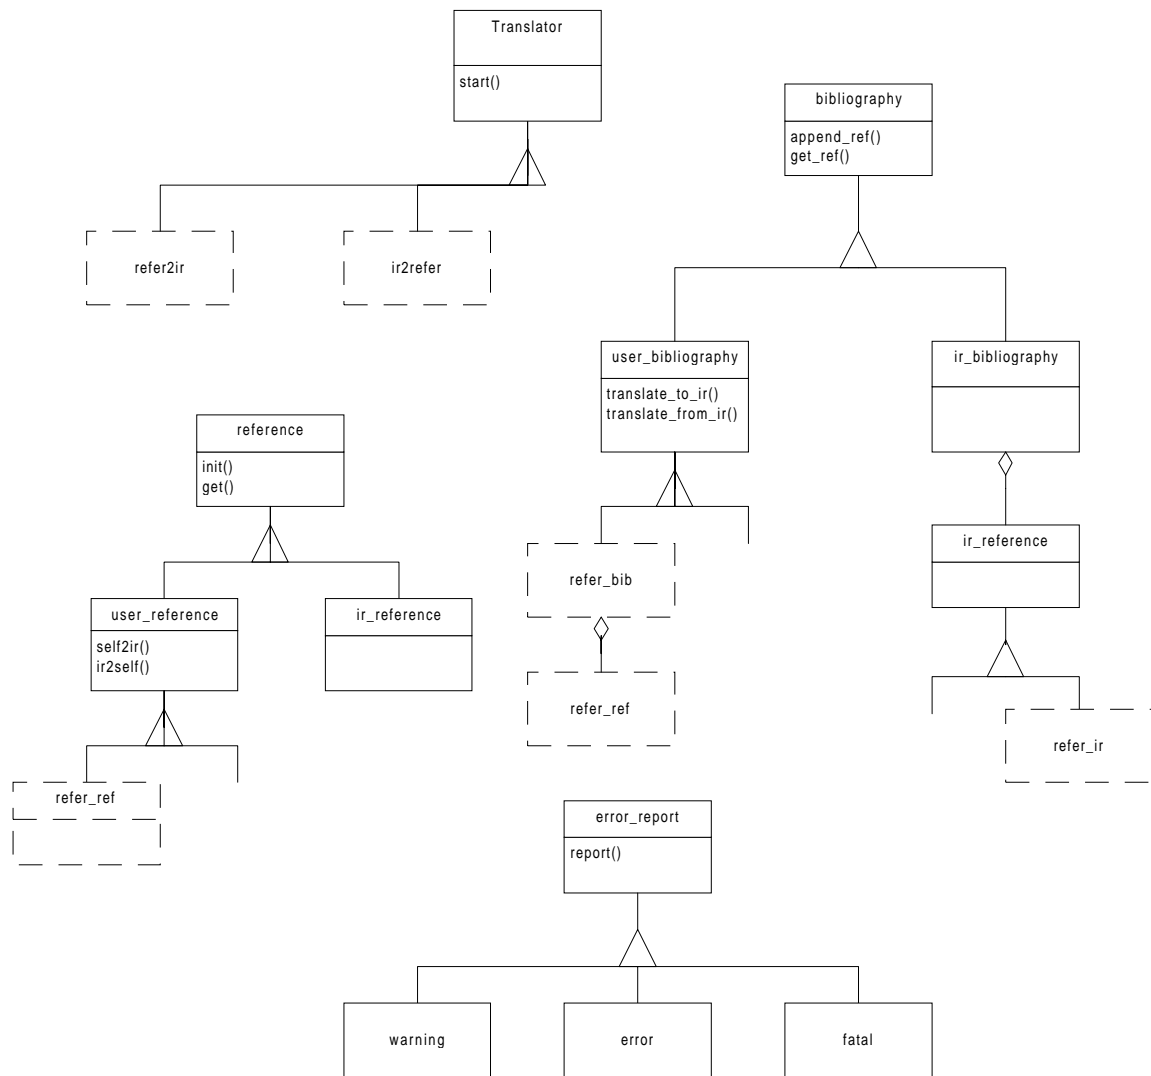 Translator
start()
bibliography
append_ref()
get_ref()
refer2ir
ir2refer
user_bibliography
translate_to_ir()
translate_from_ir()
ir_bibliography
reference
init()
get()
ir_reference
refer_bib
user_reference
self2ir()
ir2self()
ir_reference
refer_ref
refer_ir
refer_ref
error_report
report()
warning
error
fatal